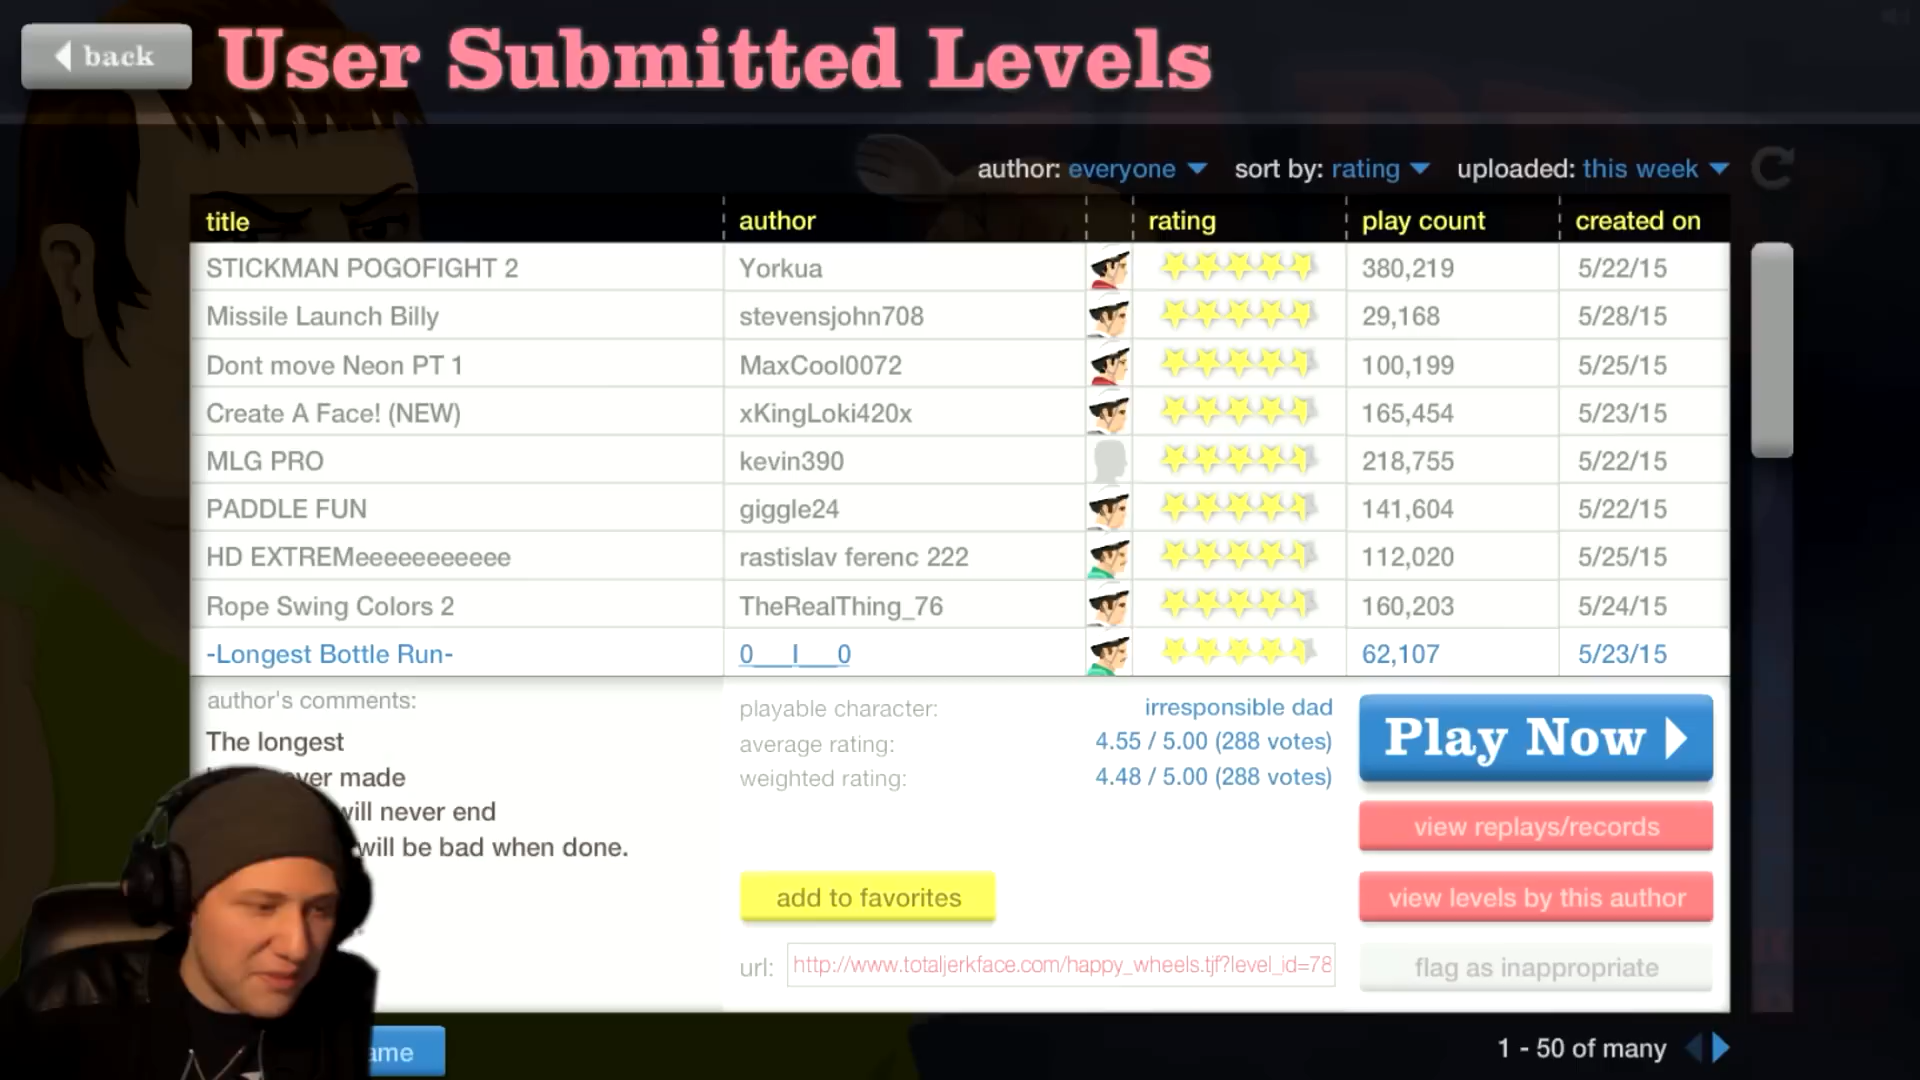 back
User Submitted Levels
author: everyone sort by: rating uploaded: this week
title author rating play count created on
STICKMAN POGOFIGHT 2 Yorkua 380,219 5/22/15
Missile Launch Billy stevensjohn708 29,168 5/28/15
Dont move Neon PT 1 MaxCool0072 100,199 5/25/15
Create A Face! (NEW) xKingLoki420x 165,454 5/23/15
MLG PRO kevin390 218,755 5/22/15
PADDLE FUN giggle24 141,604 5/22/15
HD EXTREMeeeeeeeeeee rastislav ferenc 222 112,020 5/25/15
Rope Swing Colors 2 TheRealThing_76 160,203 5/24/15
-Longest Bottle Run- 0___I___0 62,107 5/23/15
author's comments:
The longest
ever made
will never end
will be bad when done.
playable character: irresponsible dad
average rating: 4.55 / 5.00 (288 votes)
weighted rating: 4.48 / 5.00 (288 votes)
add to favorites
url: http://www.totaljerkface.com/happy_wheels.tjf?level_id=78
Play Now
view replays/records
view levels by this author
flag as inappropriate
1 - 50 of many